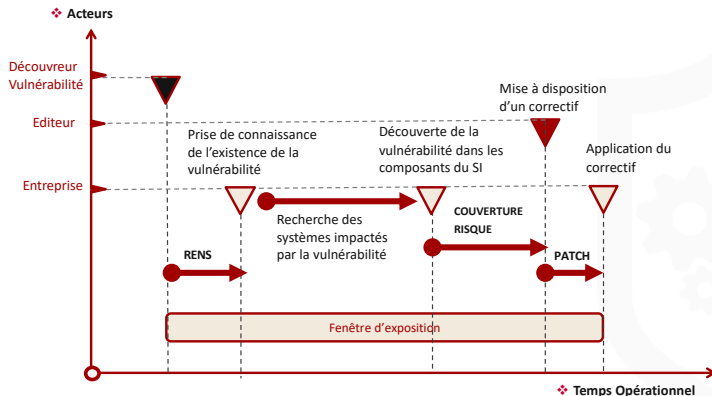 ❖ Acteurs
Découvreur
Vulnérabilité
Mise à disposition
d'un correctif
Editeur
Prise de connaissance
de l'existence de la
vulnérabilité
Découverte de la
vulnérabilité dans les
composants du SI
Application du
correctif
Entreprise
Recherche des
systèmes impactés
par la vulnérabilité
COUVERTURE
RISQUE
RENS
PATCH
Fenêtre d'exposition
❖ Temps Opérationnel